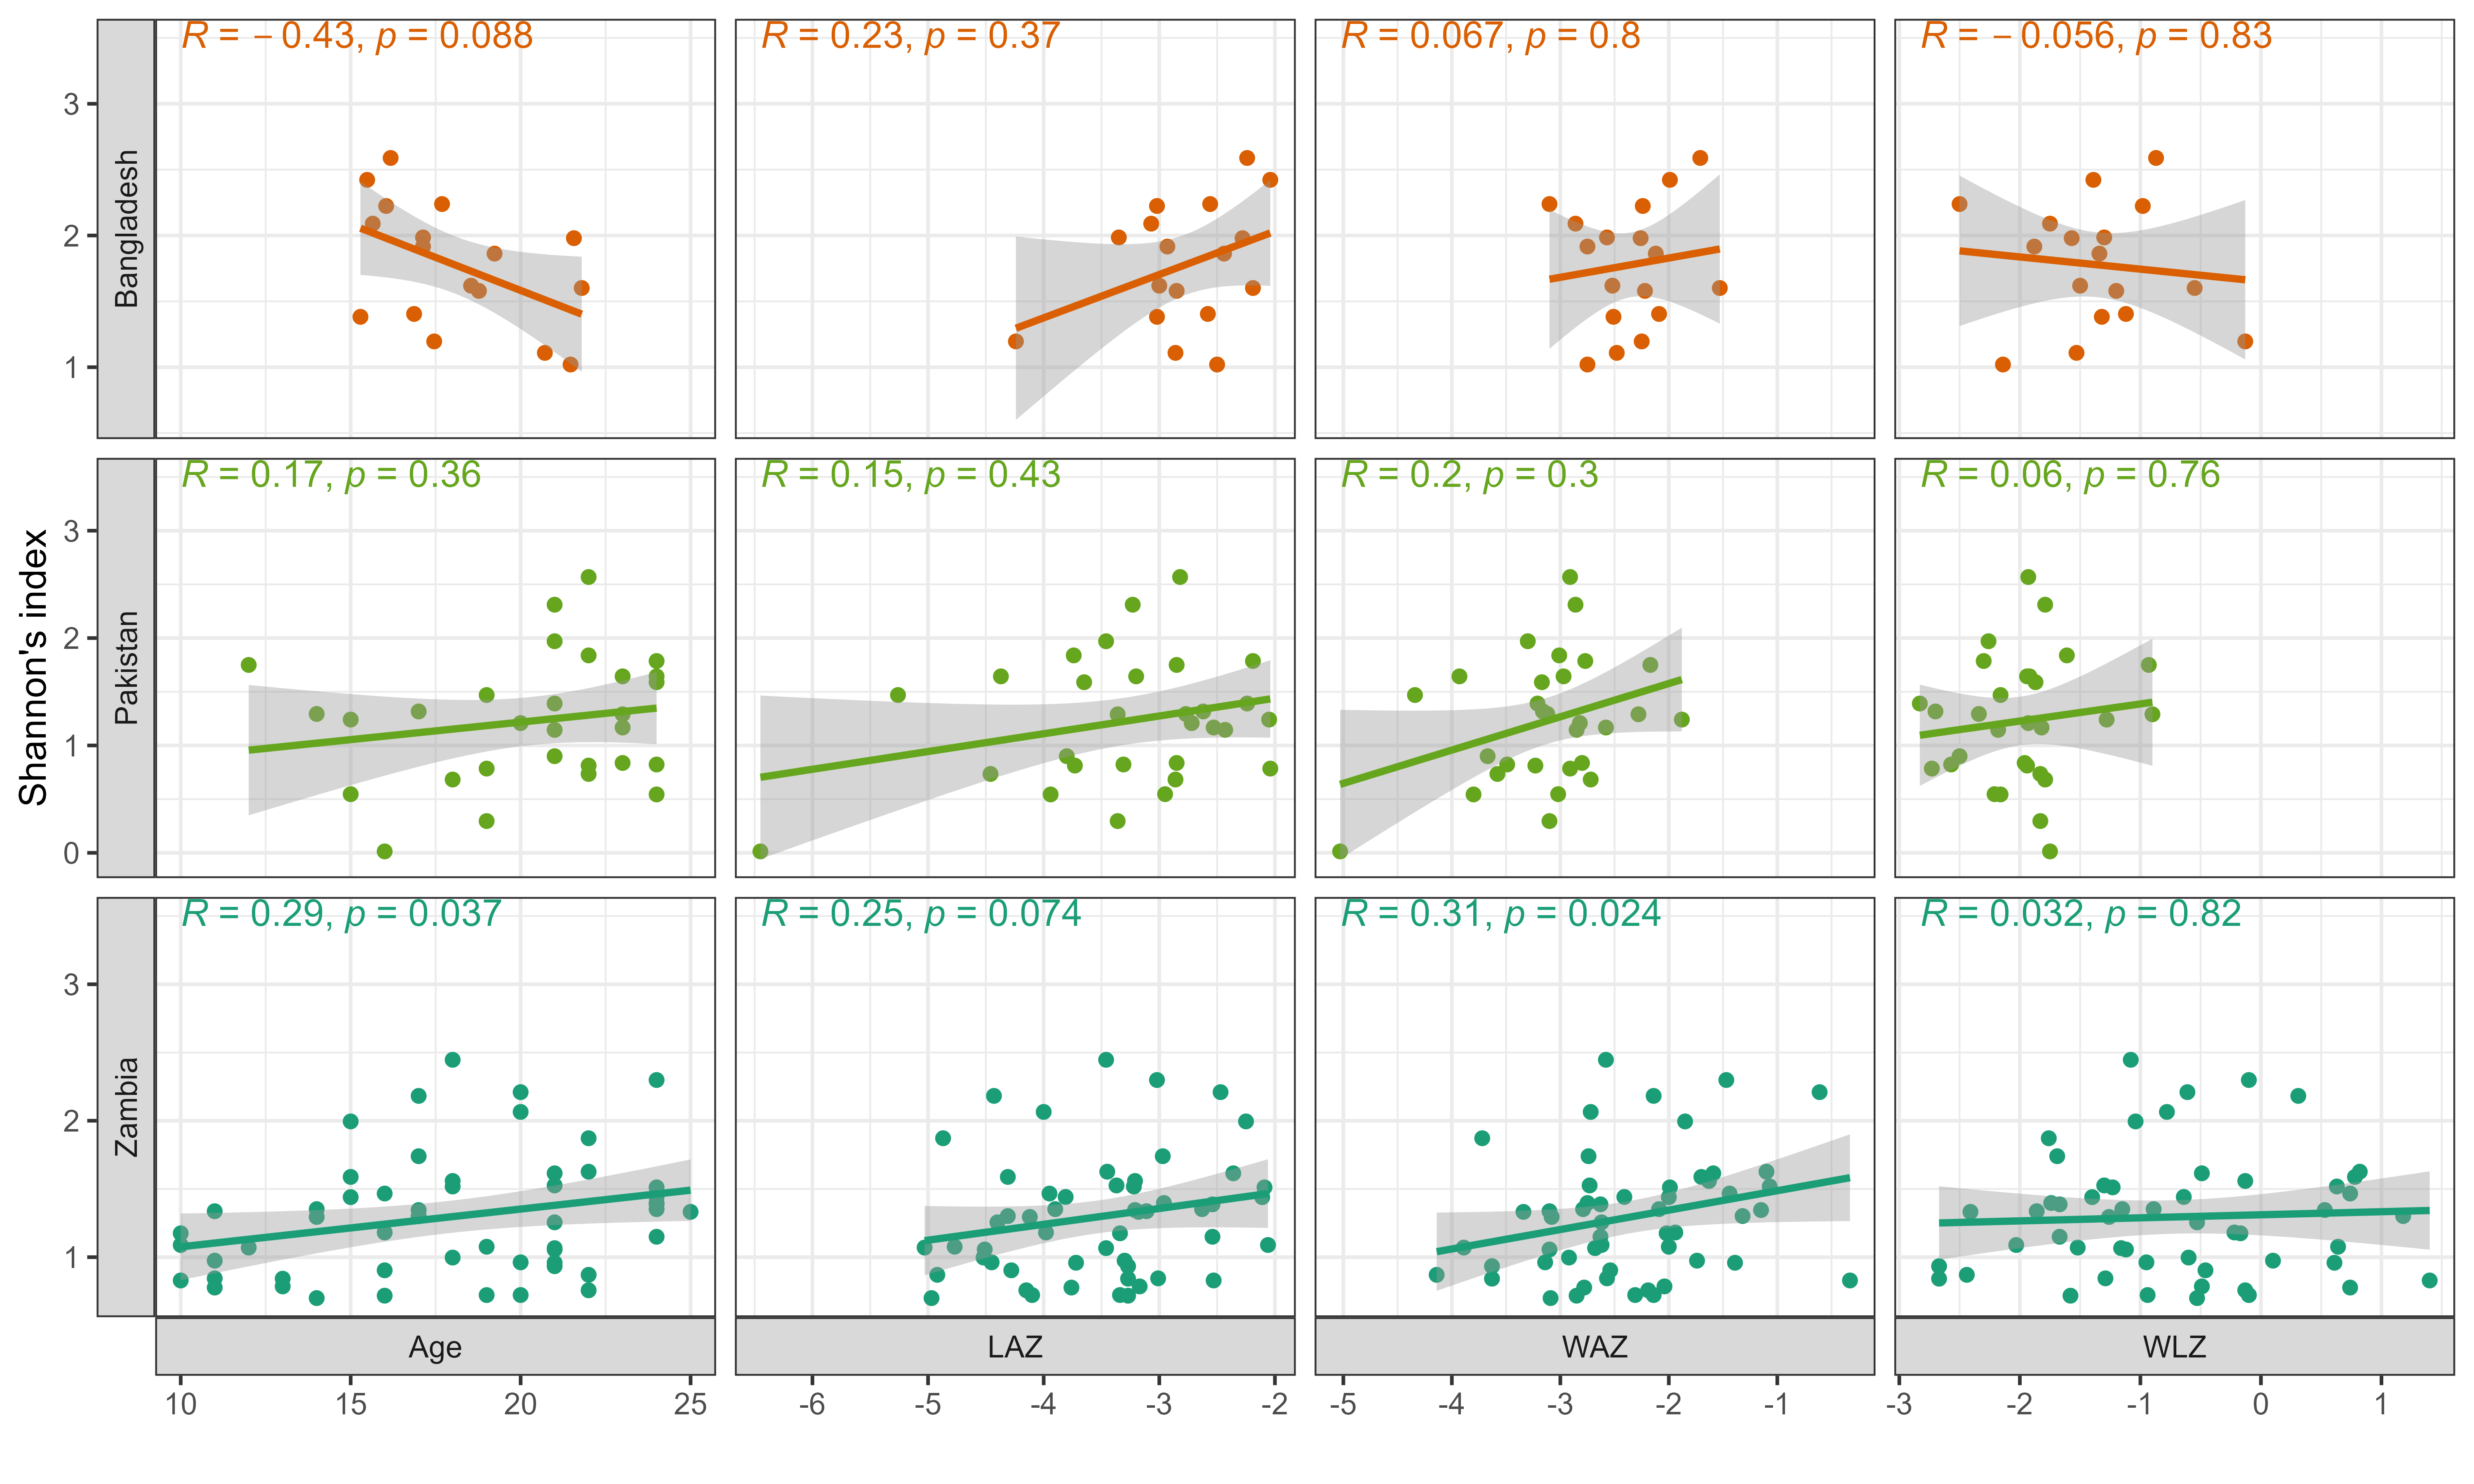 R = − 0.43, p = 0.088
R = 0.23, p = 0.37
R = 0.067, p = 0.8
R = − 0.056, p = 0.83
3
2
1
Bangladesh
R = 0.17, p = 0.36
R = 0.15, p = 0.43
R = 0.2, p = 0.3
R = 0.06, p = 0.76
Shannon's index
3
2
1
0
Pakistan
R = 0.29, p = 0.037
R = 0.25, p = 0.074
R = 0.31, p = 0.024
R = 0.032, p = 0.82
3
2
1
Zambia
Age
LAZ
WAZ
WLZ
10 15 20 25
-6 -5 -4 -3 -2
-5 -4 -3 -2 -1
-3 -2 -1 0 1